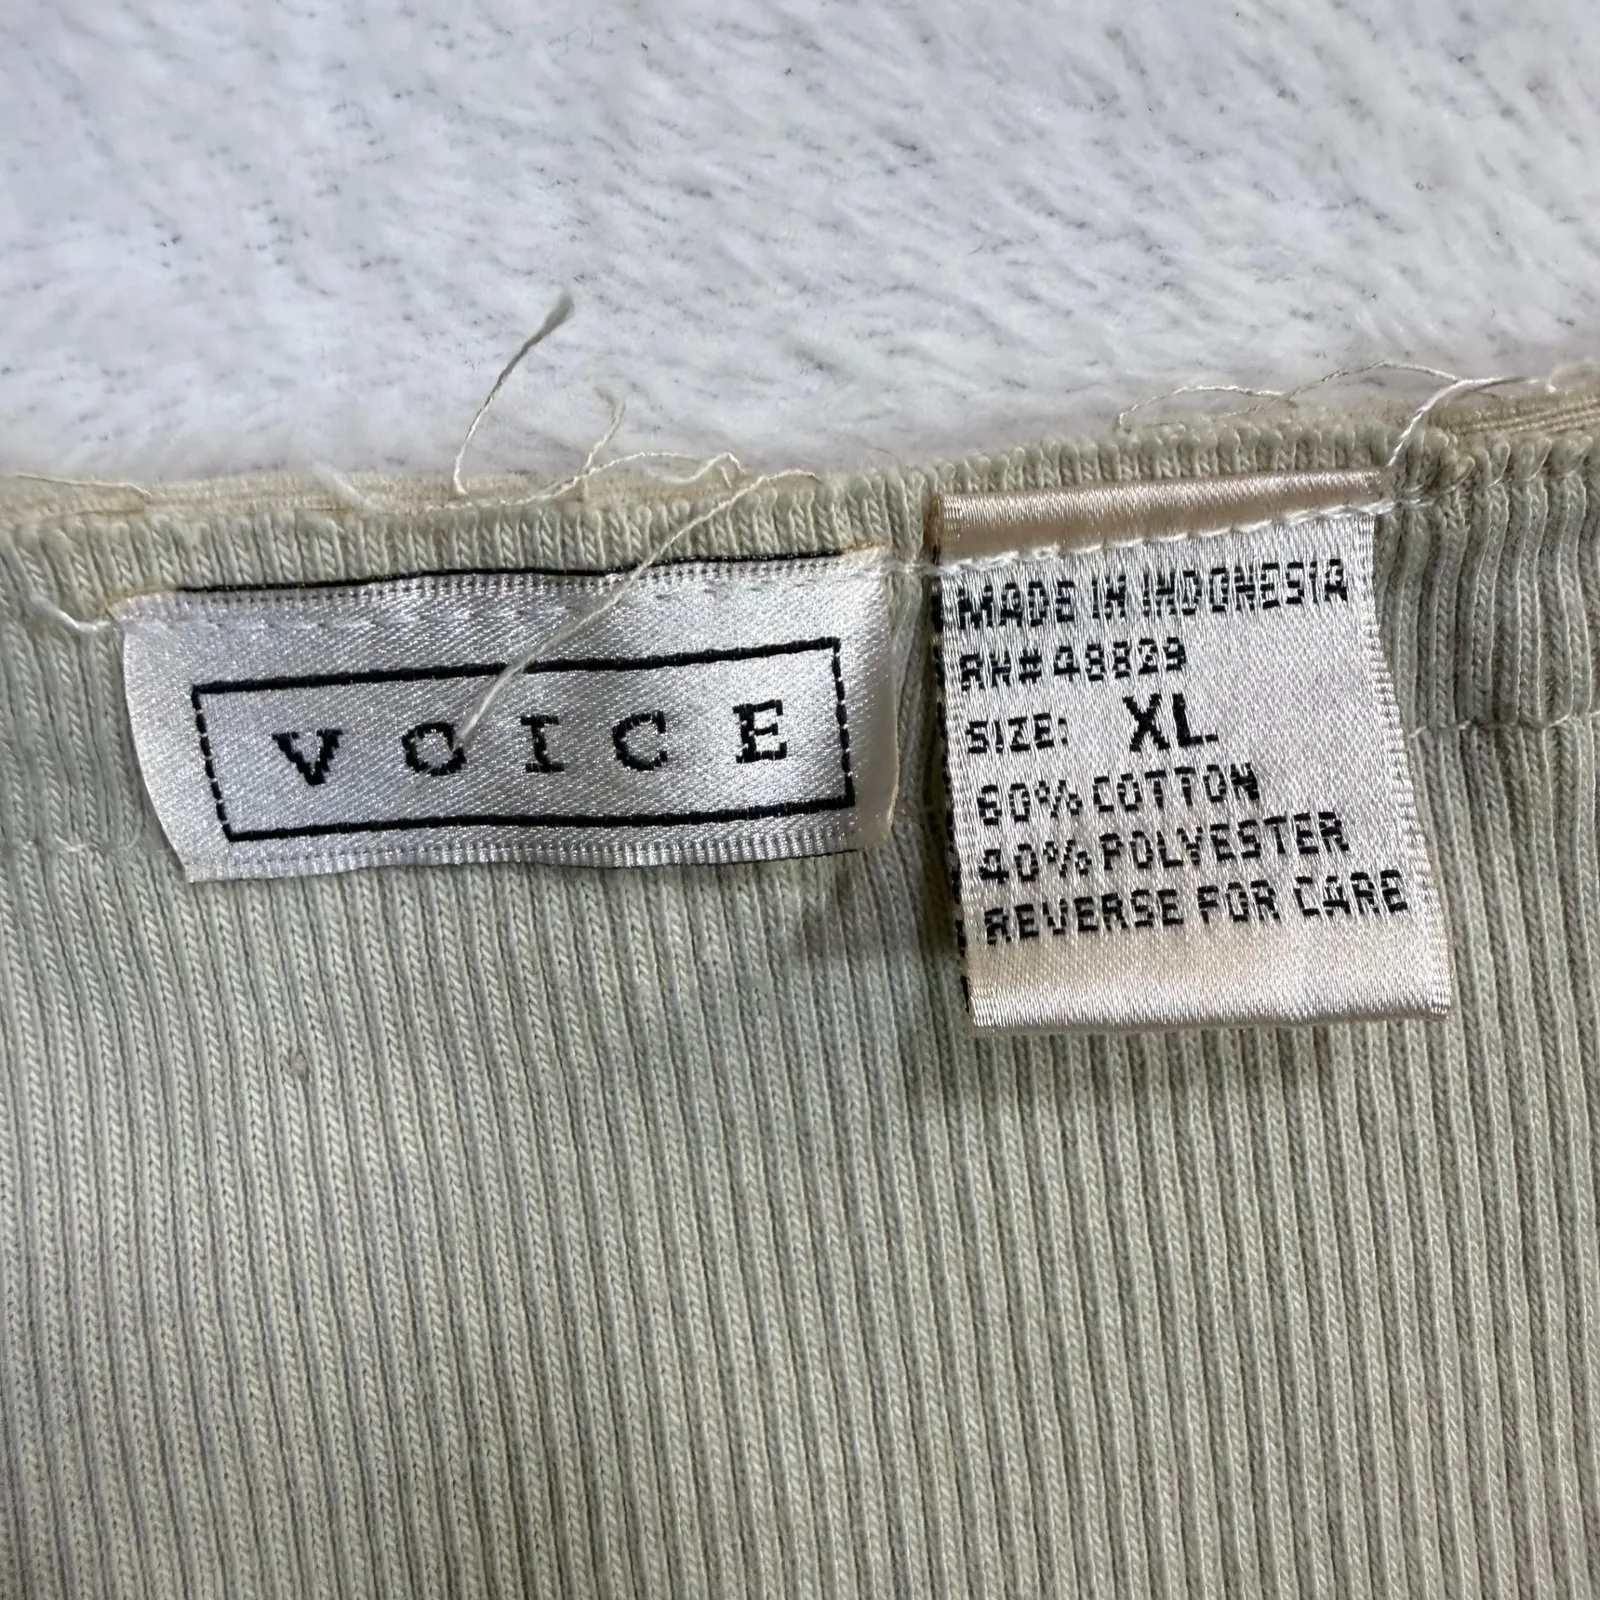 VOICE
MADE IN INDONESIA
RN# 48829
SIZE: XL
60% COTTON
40% POLYESTER
REVERSE FOR CARE